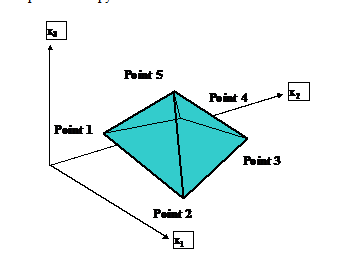 x₃
Point 5
Point 4
x₂
Point 1
Point 3
Point 2
x₁